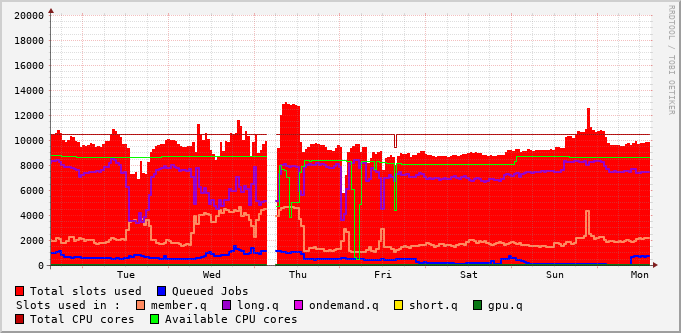 20000
18000
16000
14000
12000
10000
8000
6000
4000
2000
0
Tue Wed Thu Fri Sat Sun Mon
Total slots used Queued Jobs
Slots used in : member.q long.q ondemand.q short.q gpu.q
Total CPU cores Available CPU cores
RRDTOOL / TOBI OETIKER